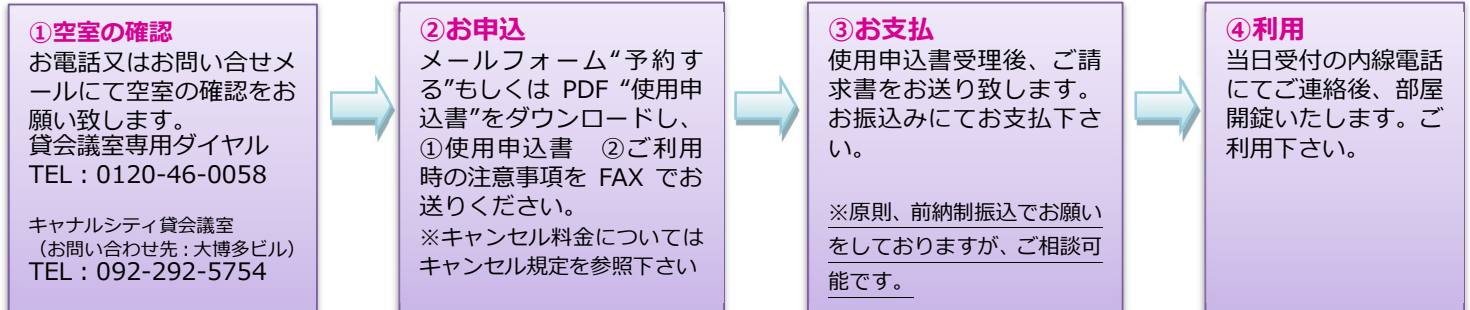 ①空室の確認
お電話又はお問い合せメ
ールにて空室の確認をお
願い致します。
貸会議室専用ダイヤル
TEL：0120-46-0058
キャナルシティ貸会議室
（お問い合わせ先：大博多ビル）
TEL：092-292-5754
②お申込
メールフォーム“予約す
る”もしくは PDF “使用申
込書”をダウンロードし、
①使用申込書　②ご利用
時の注意事項を FAX でお
送りください。
※キャンセル料金については
キャンセル規定を参照下さい
③お支払
使用申込書受理後、ご請
求書をお送り致します。
お振込みにてお支払下さ
い。
※原則、前納制振込でお願い
をしておりますが、ご相談可
能です。
④利用
当日受付の内線電話
にてご連絡後、部屋
開錠いたします。ご
利用下さい。